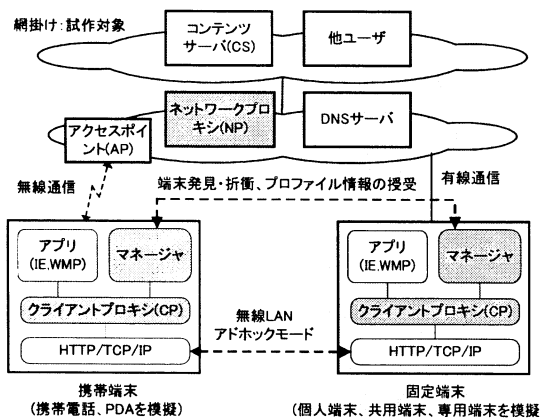 網掛け:試作対象
コンテンツ
サーバ(CS)
他ユーザ
ネットワークプロ
キシ(NP)
DNSサーバ
アクセスポイ
ント(AP)
無線通信
端末発見・折衝、プロファイル情報の授受
有線通信
アプリ
(IE,WMP)
マネージャ
クライアントプロキシ(CP)
HTTP/TCP/IP
無線LAN
アドホックモード
アプリ
(IE,WMP)
マネージャ
クライアントプロキシ(CP)
HTTP/TCP/IP
携帯端末
(携帯電話、PDAを模擬)
固定端末
(個人端末、共用端末、専用端末を模擬